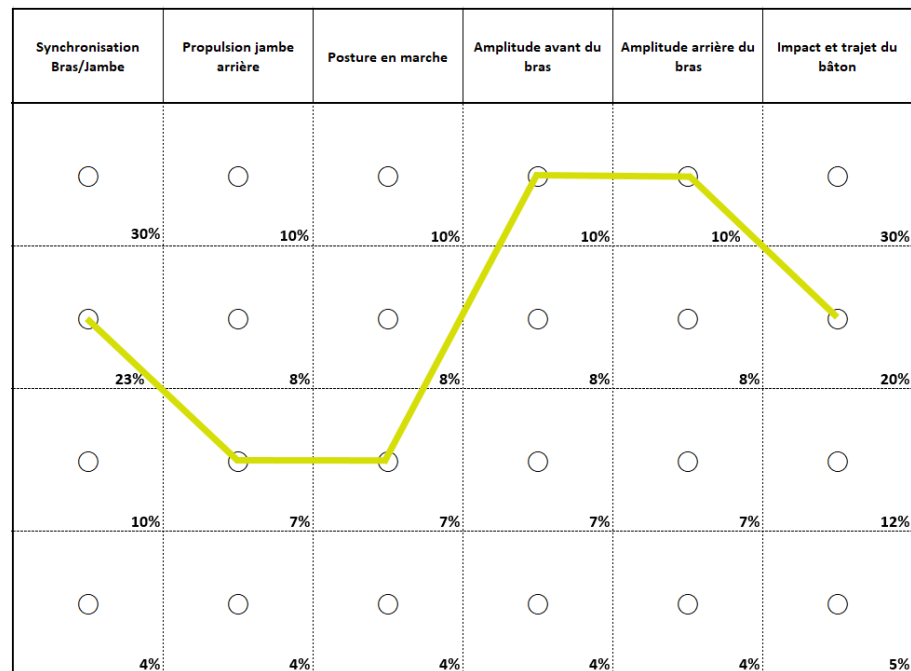 Synchronisation
Bras/Jambe
Propulsion jambe
arrière
Posture en marche
Amplitude avant du
bras
Amplitude arrière du
bras
Impact et trajet du
bâton
30% 10% 10% 10% 10% 30%
23% 8% 8% 8% 8% 20%
10% 7% 7% 7% 7% 12%
4% 4% 4% 4% 4% 5%